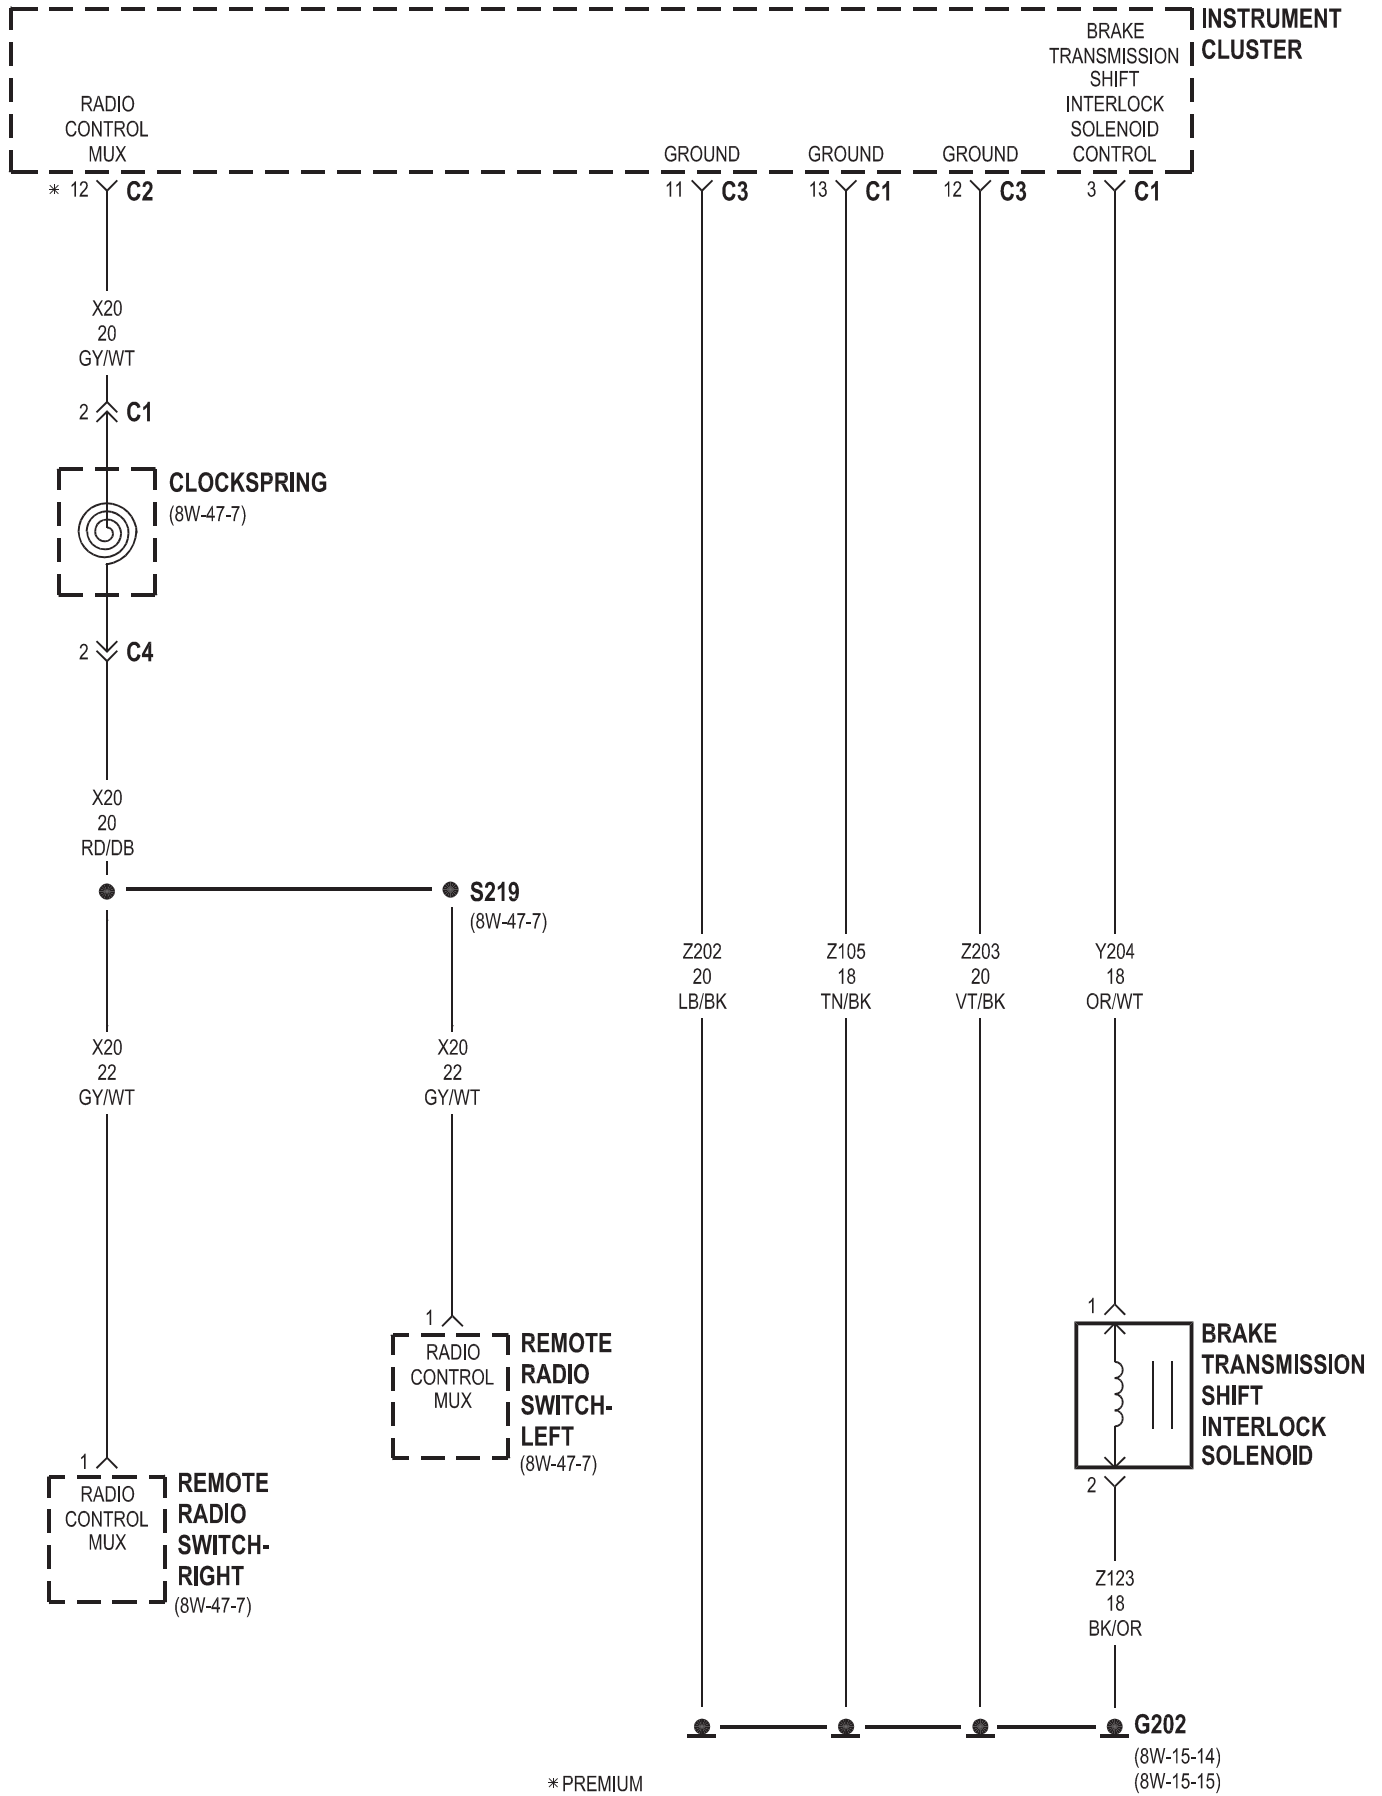 INSTRUMENT
CLUSTER
BRAKE
TRANSMISSION
SHIFT
INTERLOCK
SOLENOID
CONTROL
RADIO
CONTROL
MUX
GROUND
GROUND
GROUND
* 12 C2
11 C3
13 C1
12 C3
3 C1
X20
20
GY/WT
2 C1
CLOCKSPRING
(8W-47-7)
2 C4
X20
20
RD/DB
S219
(8W-47-7)
Z202
20
LB/BK
Z105
18
TN/BK
Z203
20
VT/BK
Y204
18
OR/WT
X20
22
GY/WT
X20
22
GY/WT
1
RADIO
CONTROL
MUX
REMOTE
RADIO
SWITCH-
LEFT
(8W-47-7)
1
BRAKE
TRANSMISSION
SHIFT
INTERLOCK
SOLENOID
2
1
RADIO
CONTROL
MUX
REMOTE
RADIO
SWITCH-
RIGHT
(8W-47-7)
Z123
18
BK/OR
G202
(8W-15-14)
(8W-15-15)
* PREMIUM